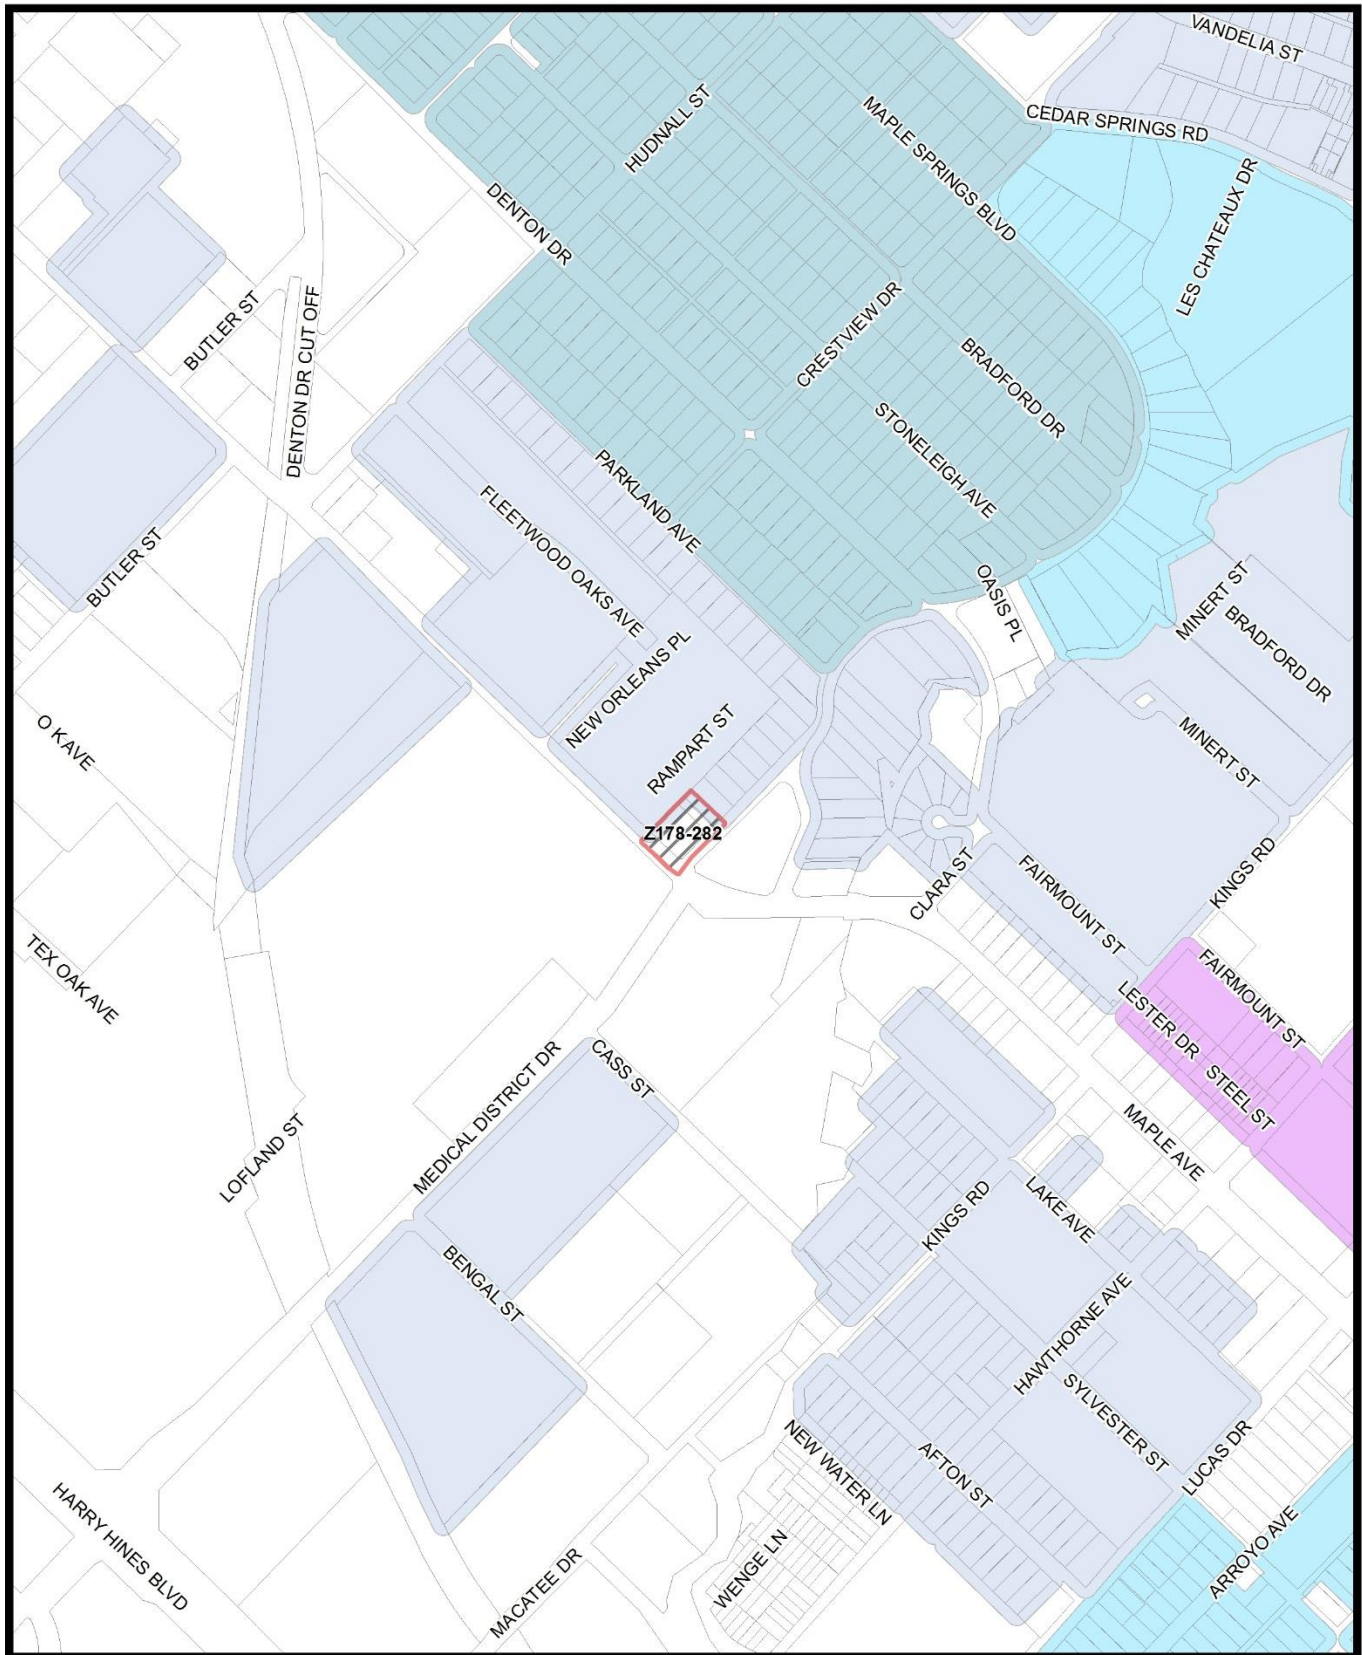 VANDELIA ST
HUDNALL ST
MAPLE SPRINGS BLVD
CEDAR SPRINGS RD
DENTON DR
LES CHATEAUX DR
BUTLER ST
DENTON DR CUT OFF
CRESTVIEW DR
BRADFORD DR
STONELEIGH AVE
PARKLAND AVE
FLEETWOOD OAKS AVE
BUTLER ST
OASIS PL
MINERT ST
BRADFORD DR
NEW ORLEANS PL
O KAVE
RAMPART ST
MINERT ST
Z178-282
CLARA ST
FAIRMOUNT ST
KINGS RD
TEX OAK AVE
FAIRMOUNT ST
LESTER DR
STEEL ST
CASS ST
MEDICAL DISTRICT DR
MAPLE AVE
LOFLAND ST
KINGS RD
LAKE AVE
BENGAL ST
HAWTHORNE AVE
SYLVESTER ST
NEW WATER LN
AFTON ST
LUCAS DR
HARRY HINES BLVD
WENGE LN
ARROYO AVE
MACATEE DR